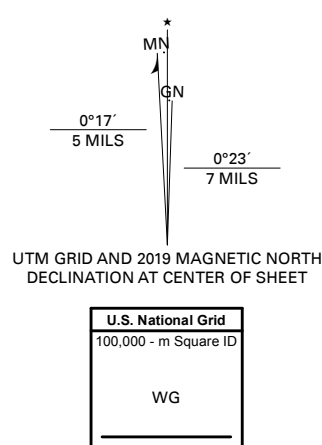 MN
GN
0°17´
5 MILS
0°23´
7 MILS
UTM GRID AND 2019 MAGNETIC NORTH
DECLINATION AT CENTER OF SHEET
U.S. National Grid
100,000 - m Square ID
WG